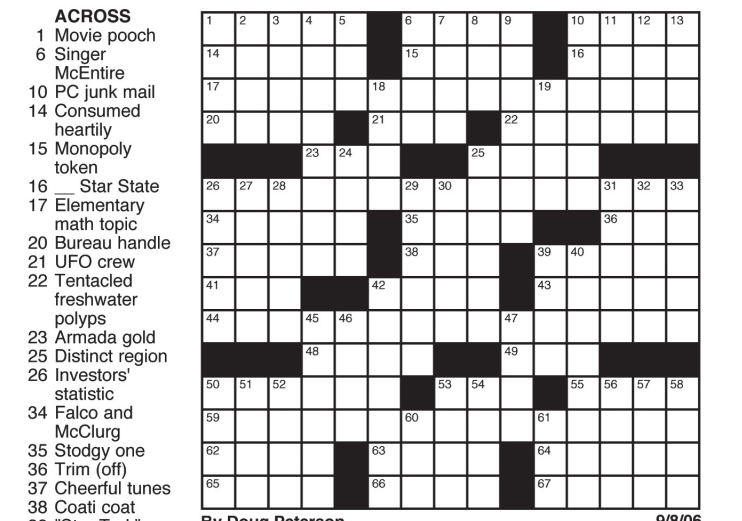 ACROSS
1 Movie pooch
6 Singer
McEntire
10 PC junk mail
14 Consumed
heartily
15 Monopoly
token
16 __ Star State
17 Elementary
math topic
20 Bureau handle
21 UFO crew
22 Tentacled
freshwater
polyps
23 Armada gold
25 Distinct region
26 Investors'
statistic
34 Falco and
McClurg
35 Stodgy one
36 Trim (off)
37 Cheerful tunes
38 Coati coat
1 2 3 4 5 6 7 8 9 10 11 12 13
14 15 16
17 18 19
20 21 22
23 24 25
26 27 28 29 30 31 32 33
34 35 36
37 38 39 40
41 42 43
44 45 46 47
48 49
50 51 52 53 54 55 56 57 58
59 60 61
62 63 64
65 66 67
By Doug Peterson 9/8/06